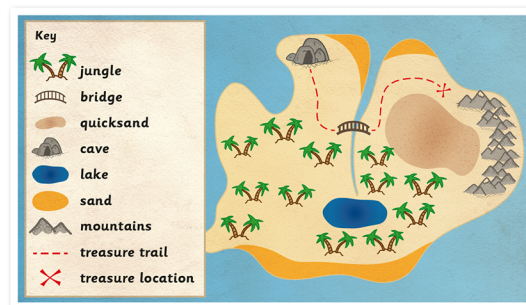 Key
jungle
bridge
quicksand
cave
lake
sand
mountains
treasure trail
treasure location